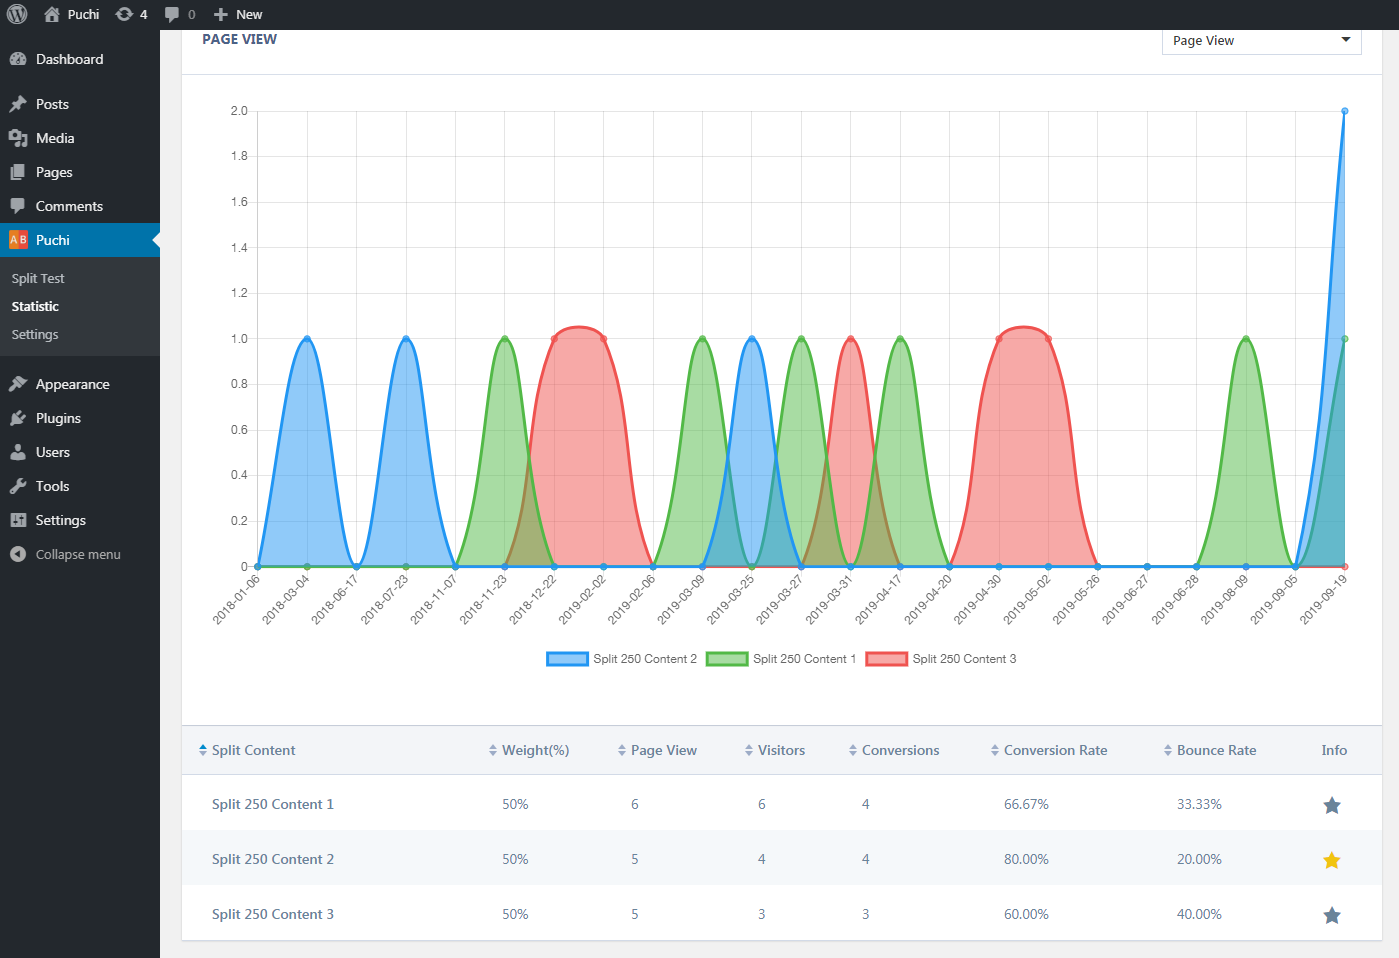 Puchi 4 0 New
Dashboard
Posts
Media
Pages
Comments
AB Puchi
Split Test
Statistic
Settings
Appearance
Plugins
Users
Tools
Settings
Collapse menu
PAGE VIEW
Page View
2.0
1.8
1.6
1.4
1.2
1.0
0.8
0.6
0.4
0.2
0
2018-01-06
2018-03-04
2018-06-17
2018-07-23
2018-11-07
2018-11-23
2018-12-22
2019-02-02
2019-02-06
2019-03-09
2019-03-25
2019-03-27
2019-03-31
2019-04-17
2019-04-20
2019-04-30
2019-05-02
2019-05-26
2019-06-27
2019-06-28
2019-08-09
2019-09-05
2019-09-19
Split 250 Content 2 Split 250 Content 1 Split 250 Content 3
Split Content Weight(%) Page View Visitors Conversions Conversion Rate Bounce Rate Info
Split 250 Content 1 50% 6 6 4 66.67% 33.33%
Split 250 Content 2 50% 5 4 4 80.00% 20.00%
Split 250 Content 3 50% 5 3 3 60.00% 40.00%